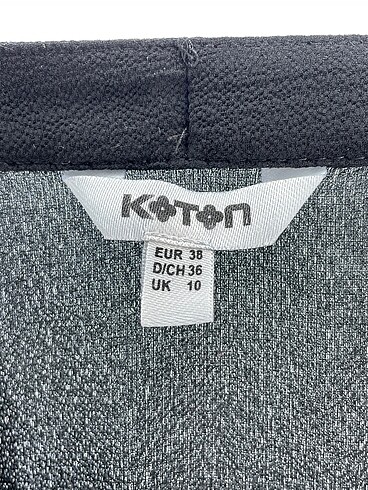 KOTON
EUR 38
D/CH 36
UK 10